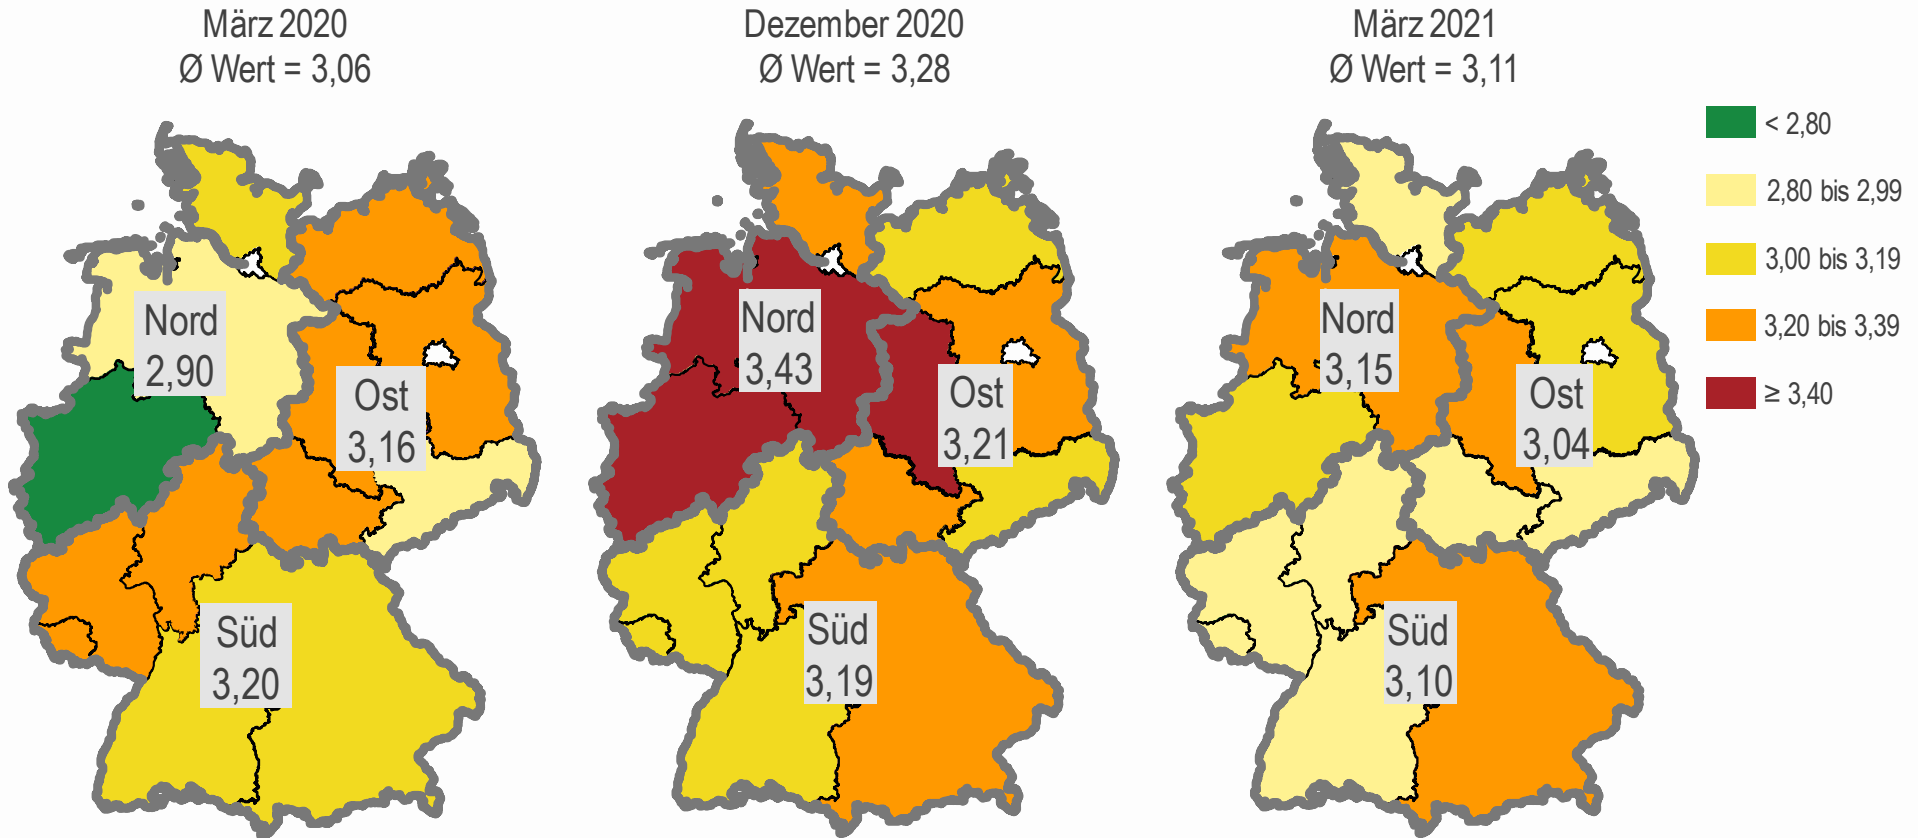 März 2020
Ø Wert = 3,06
Dezember 2020
Ø Wert = 3,28
März 2021
Ø Wert = 3,11
Nord
2,90
Ost
3,16
Süd
3,20
Nord
3,43
Ost
3,21
Süd
3,19
Nord
3,15
Ost
3,04
Süd
3,10
< 2,80
2,80 bis 2,99
3,00 bis 3,19
3,20 bis 3,39
≥ 3,40